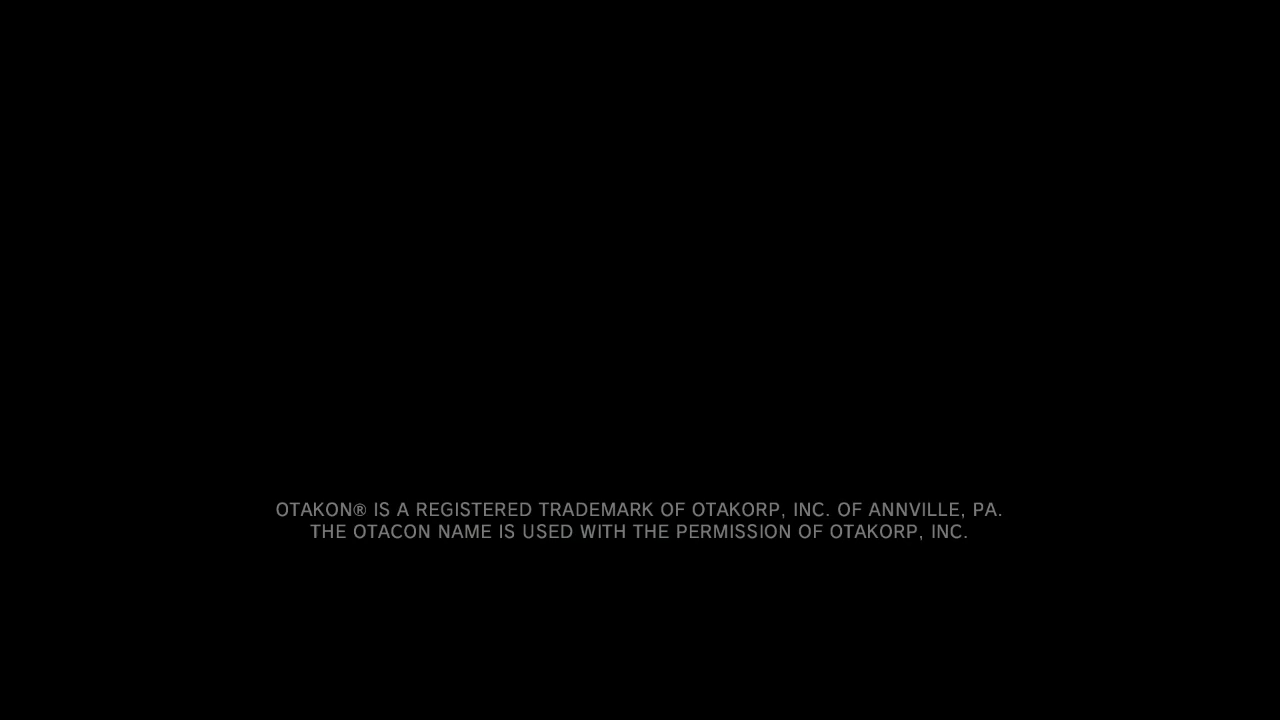 OTAKON® IS A REGISTERED TRADEMARK OF OTAKORP, INC. OF ANNVILLE, PA.
THE OTACON NAME IS USED WITH THE PERMISSION OF OTAKORP, INC.